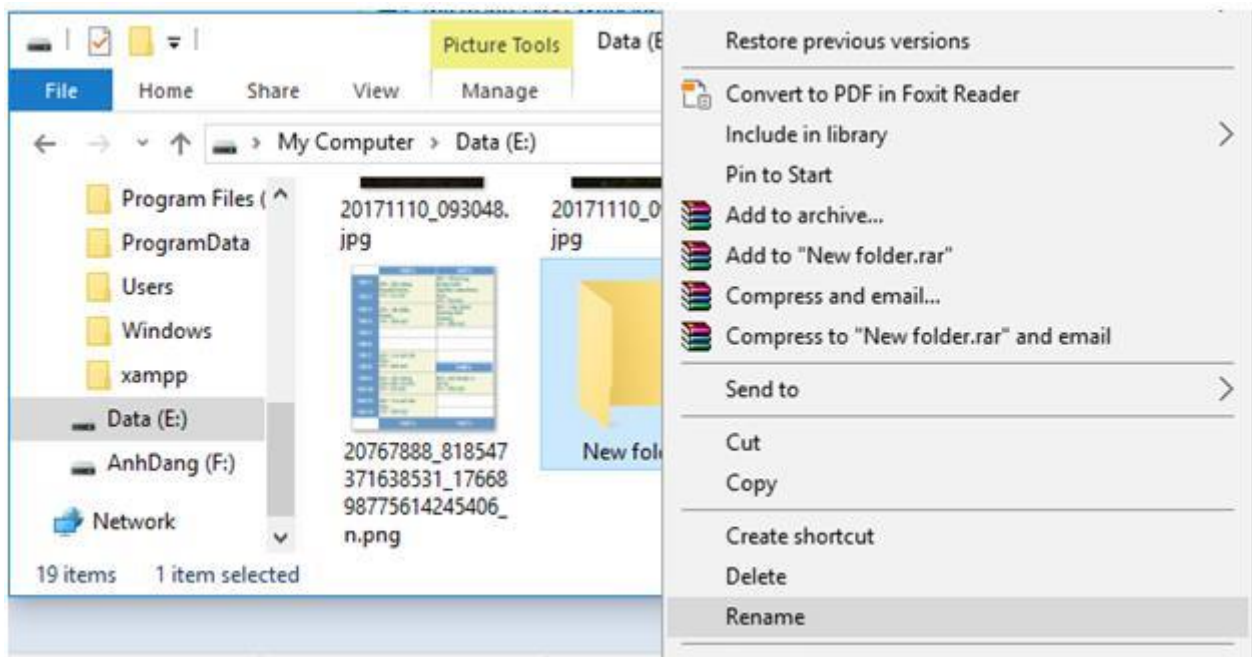 Picture Tools
Data (E
File
Home
Share
View
Manage
My Computer
Data (E:)
Program Files (
ProgramData
Users
Windows
xampp
Data (E:)
AnhDang (F:)
Network
20171110_093048.
jpg
20171110_0
jpg
20767888_818547
371638531_17668
98775614245406_
n.png
New fol
19 items
1 item selected
Restore previous versions
Convert to PDF in Foxit Reader
Include in library
Pin to Start
Add to archive...
Add to "New folder.rar"
Compress and email...
Compress to "New folder.rar" and email
Send to
Cut
Copy
Create shortcut
Delete
Rename